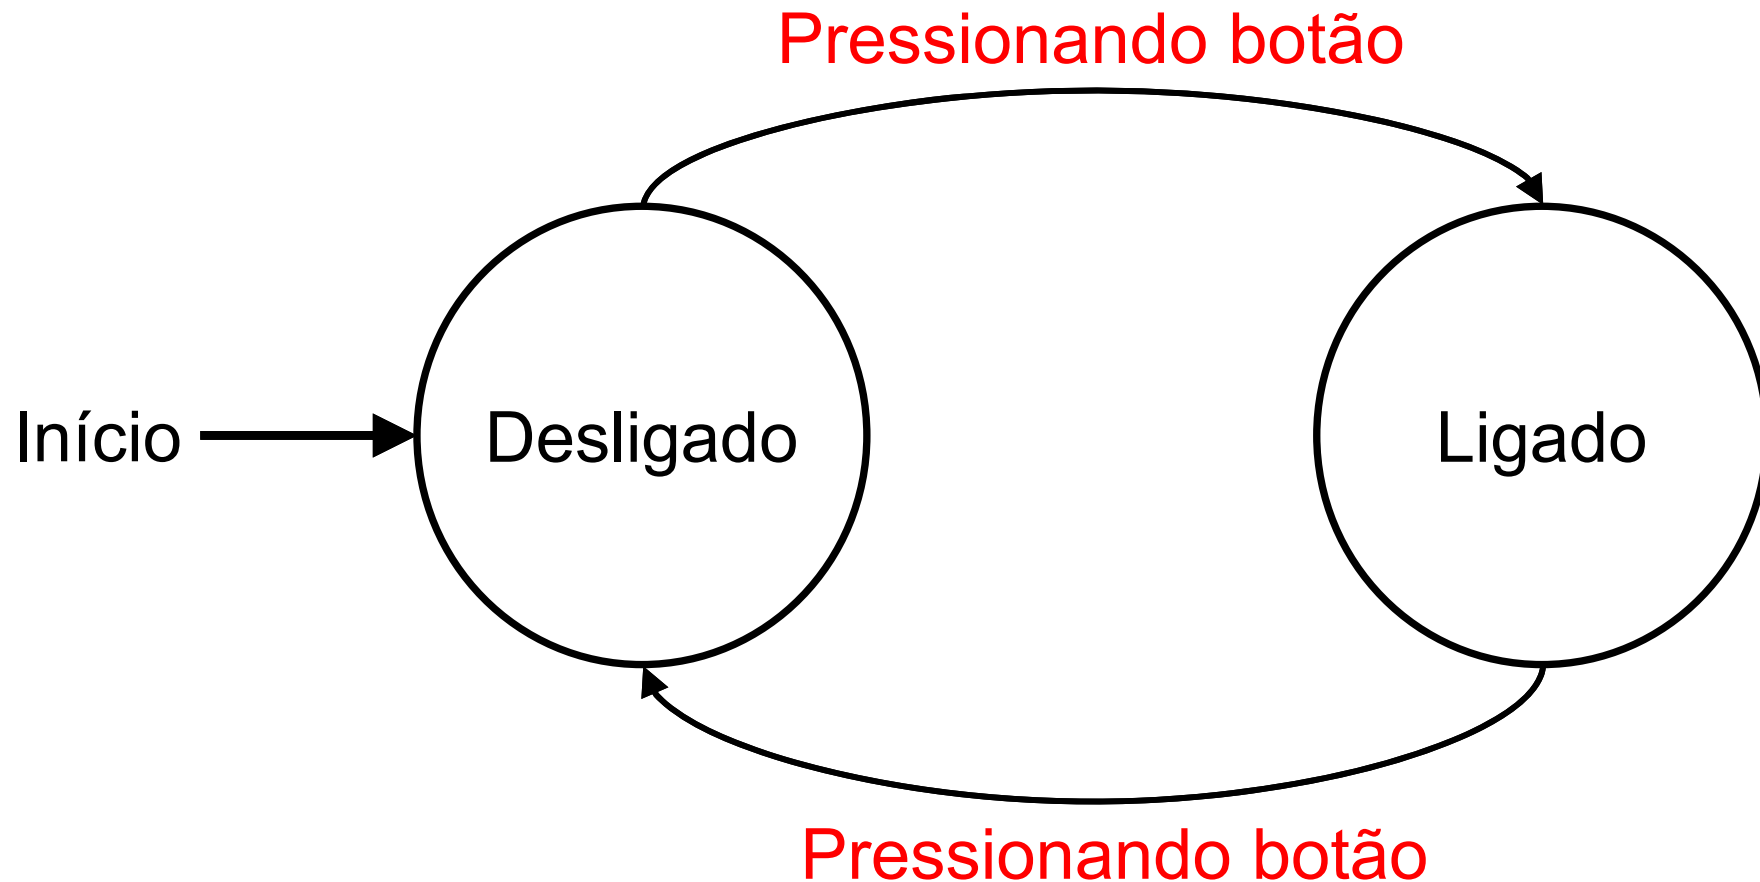 Pressionando botão
Início
Desligado
Ligado
Pressionando botão